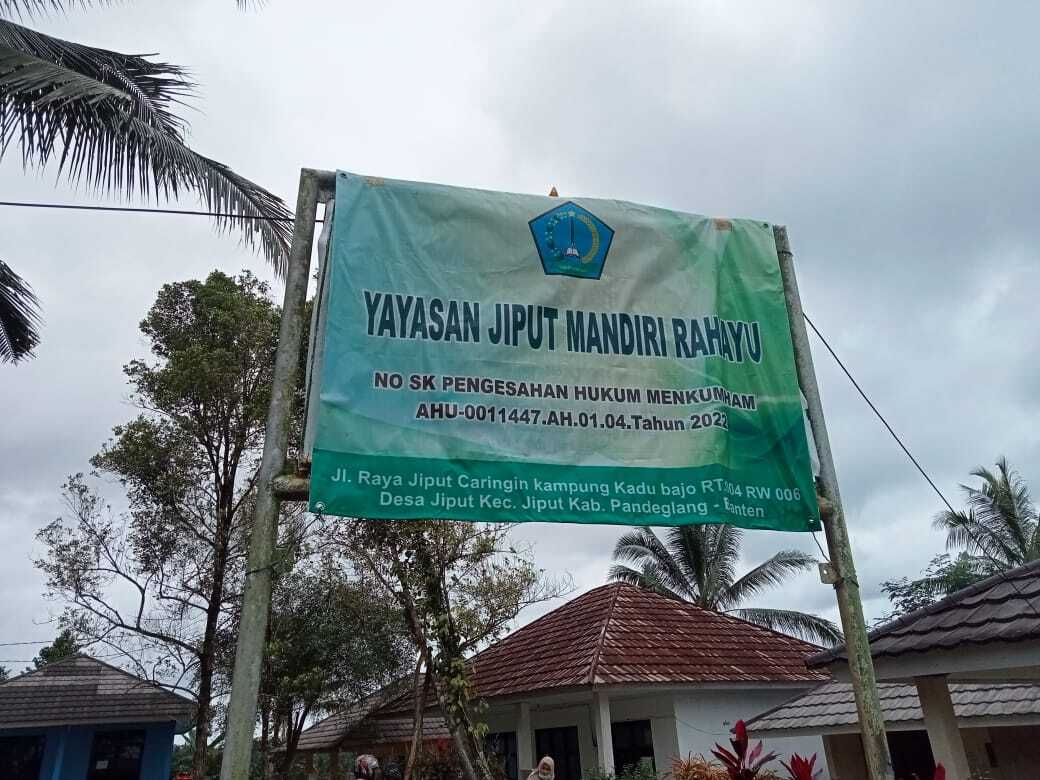 YAYASAN JIPUT MANDIRI RAHAYU
NO SK PENGESAHAN HUKUM MENKUMHAM
AHU-0011447.AH.01.04.Tahun 2022
Jl. Raya Jiput Caringin kampung Kadu bajo RT.004 RW 006
Desa Jiput Kec. Jiput Kab. Pandeglang - Banten